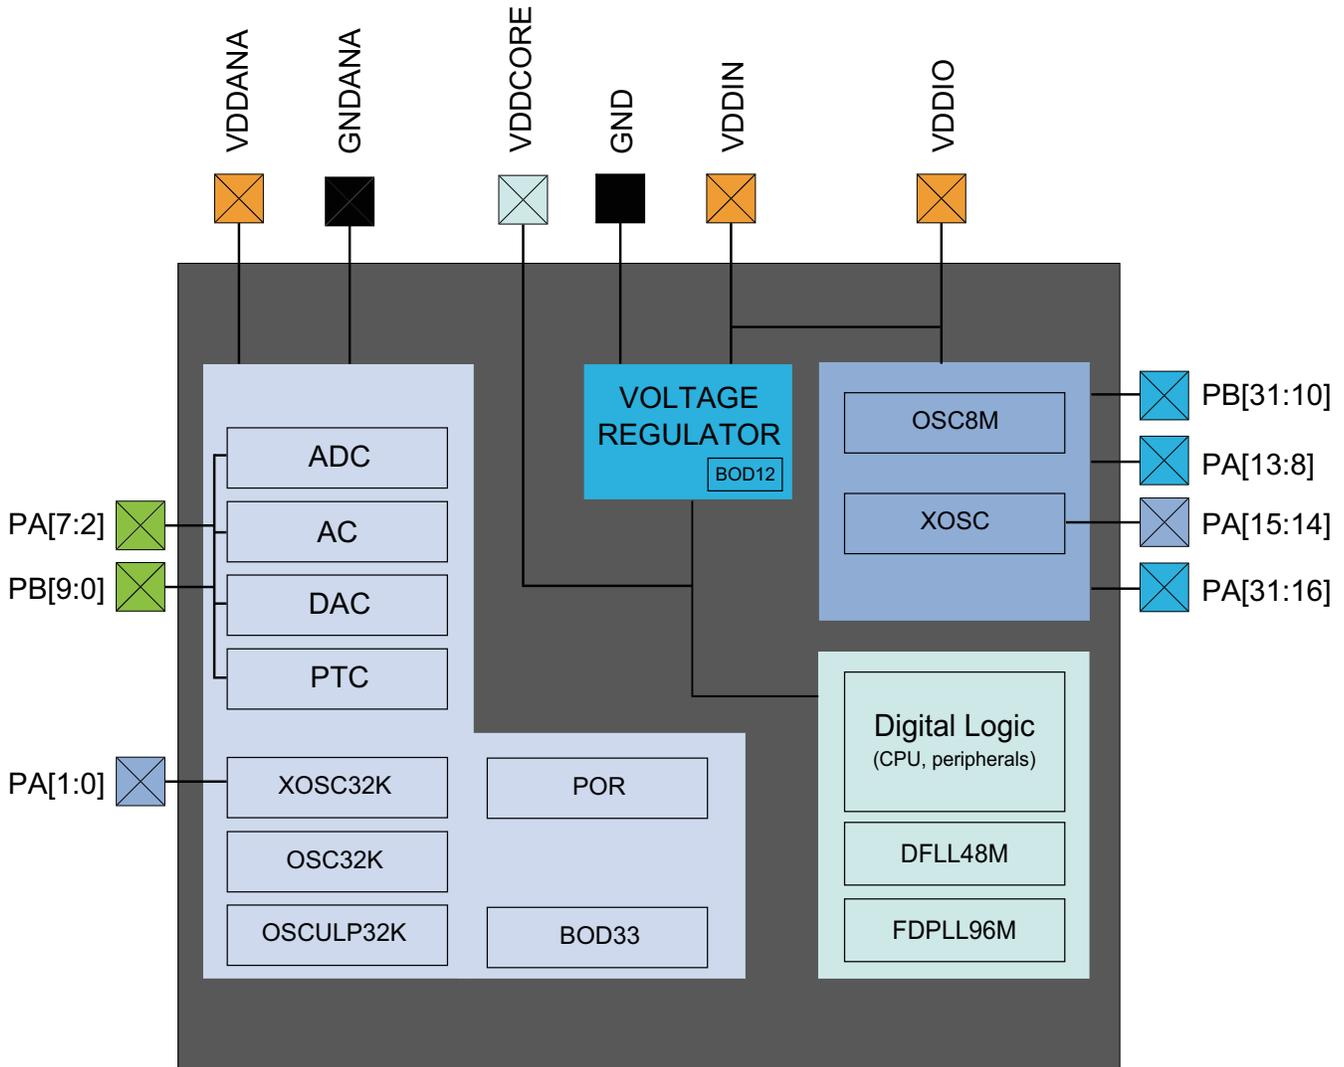 VDDANA
GNDANA
VDDCORE
GND
VDDIN
VDDIO
VOLTAGE
REGULATOR
BOD12
ADC
AC
DAC
PTC
PA[7:2]
PB[9:0]
PA[1:0]
XOSC32K
OSC32K
OSCULP32K
POR
BOD33
OSC8M
XOSC
PB[31:10]
PA[13:8]
PA[15:14]
PA[31:16]
Digital Logic
(CPU, peripherals)
DFLL48M
FDPLL96M